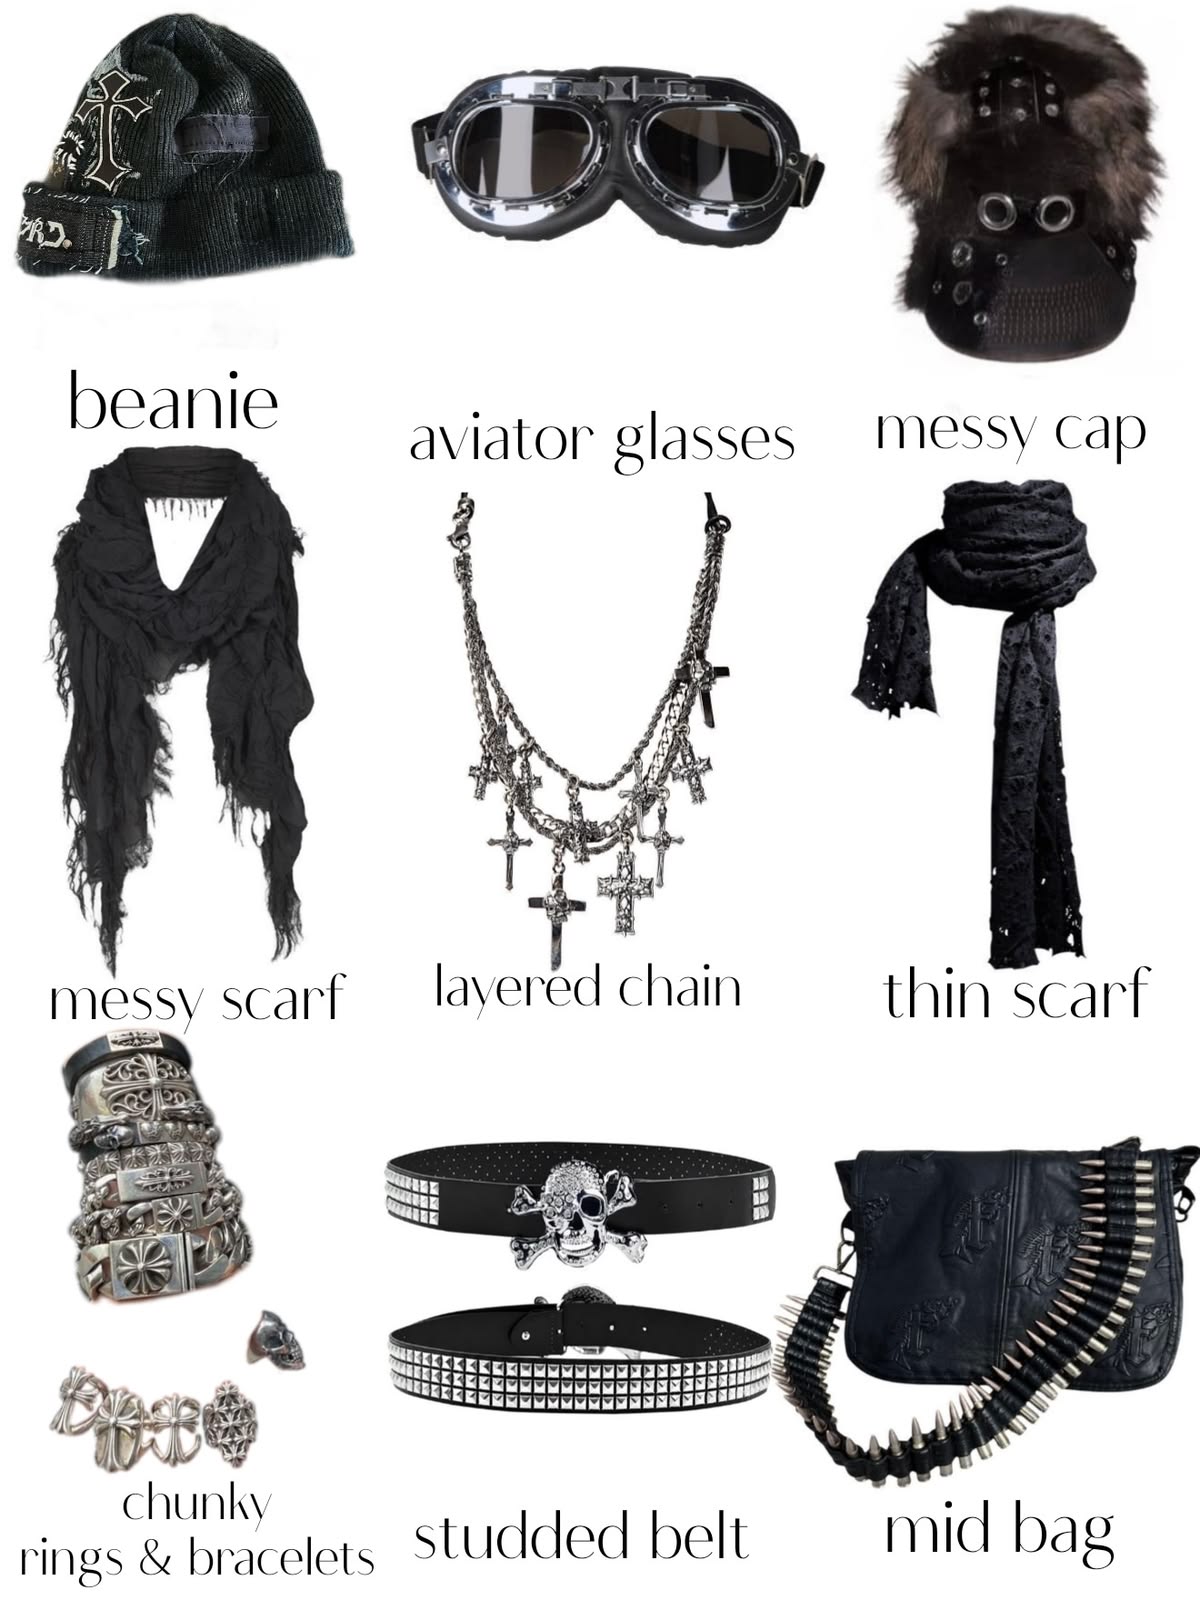 beanie
aviator glasses
messy cap
messy scarf
layered chain
thin scarf
chunky
rings & bracelets
studded belt
mid bag